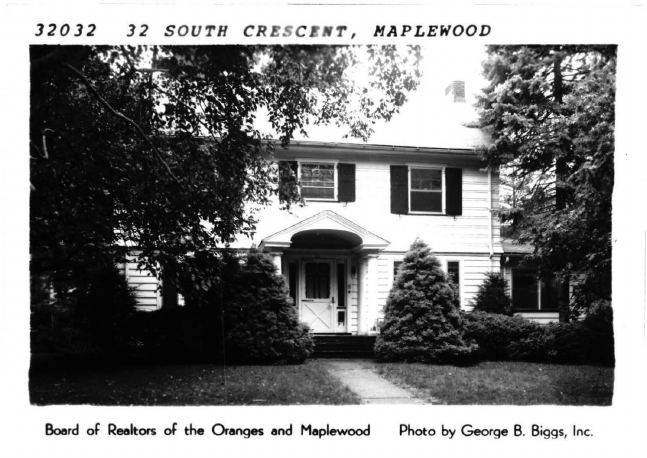 32032 32 SOUTH CRESCENT, MAPLEWOOD
Board of Realtors of the Oranges and Maplewood Photo by George B. Biggs, Inc.